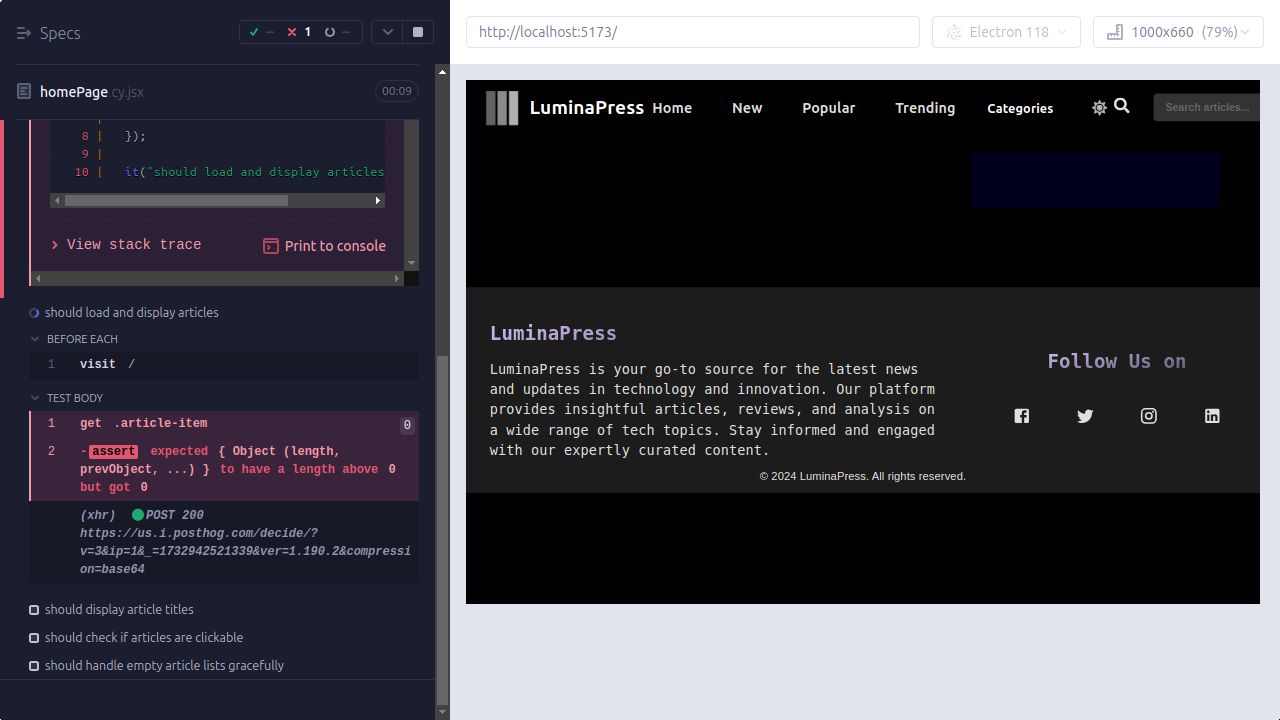 Specs
--
1
--
homePage.cy.jsx
00:09
8 | });
9 |
10 | it("should load and display articles
View stack trace
Print to console
should load and display articles
BEFORE EACH
1 visit /
TEST BODY
1 get .article-item 0
2 -assert expected { Object (length,
prevObject, ...) } to have a length above 0
but got 0
(xhr) POST 200
https://us.i.posthog.com/decide/?
v=3&ip=1&_=1732942521339&ver=1.190.2&compressi
on=base64
should display article titles
should check if articles are clickable
should handle empty article lists gracefully
http://localhost:5173/
Electron 118
1000x660 (79%)
LuminaPress
Home
New
Popular
Trending
Categories
Search articles...
LuminaPress
LuminaPress is your go-to source for the latest news
and updates in technology and innovation. Our platform
provides insightful articles, reviews, and analysis on
a wide range of tech topics. Stay informed and engaged
with our expertly curated content.
Follow Us on
© 2024 LuminaPress. All rights reserved.